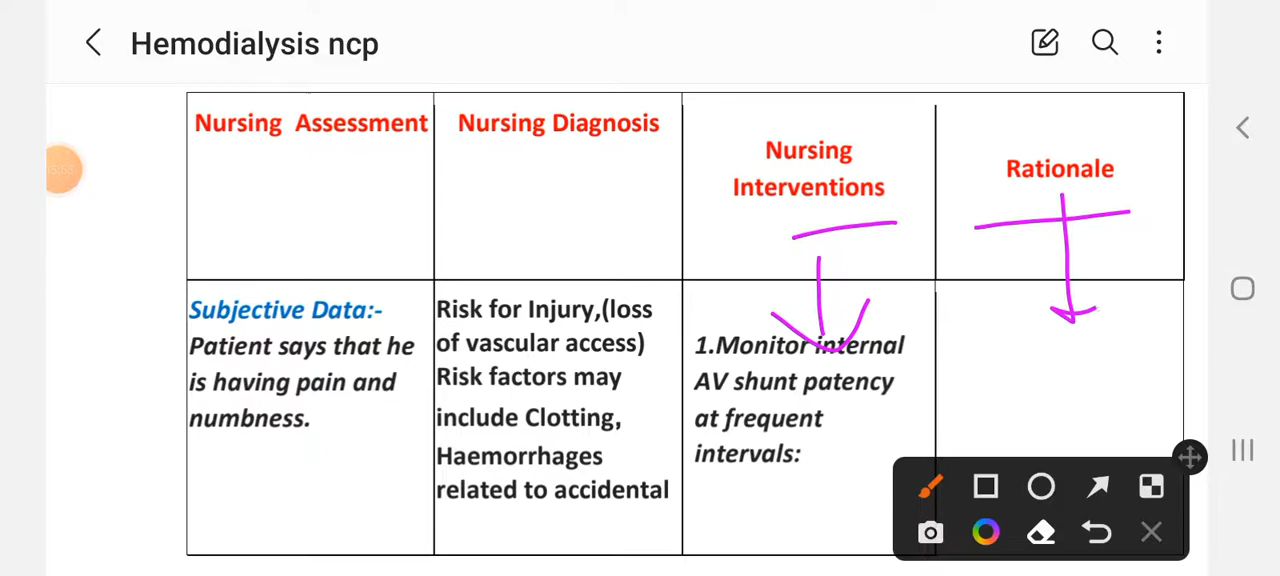 Hemodialysis ncp
Nursing Assessment
Nursing Diagnosis
Nursing
Interventions
Rationale
Subjective Data:-
Patient says that he
is having pain and
numbness.
Risk for Injury,(loss
of vascular access)
Risk factors may
include Clotting,
Haemorrhages
related to accidental
1.Monitor internal
AV shunt patency
at frequent
intervals: